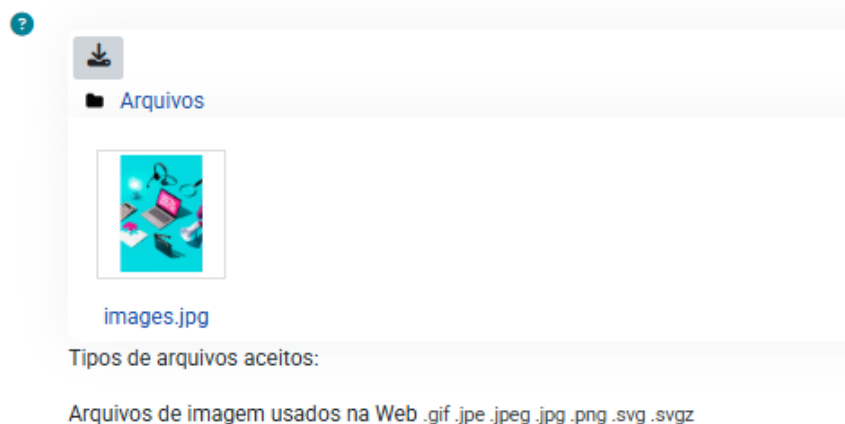 ?
Arquivos
images.jpg
Tipos de arquivos aceitos:
Arquivos de imagem usados na Web .gif .jpe .jpeg .jpg .png .svg .svgz